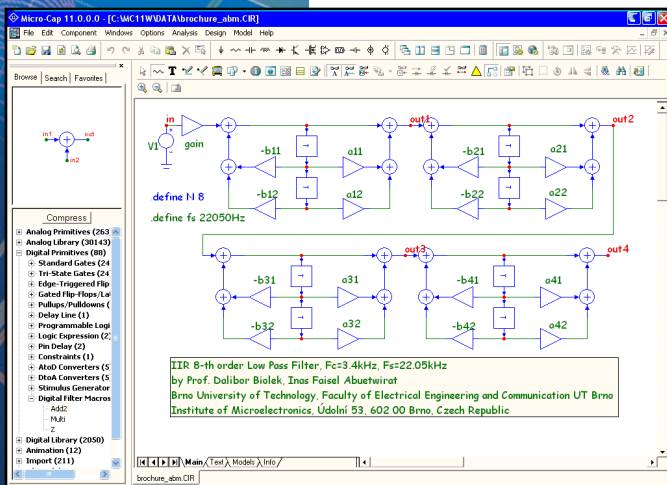 Micro-Cap 11.0.0.0 - [C:\MC11W\DATA\brochure_abm.CIR]
File Edit Component Windows Options Analysis Design Model Help
Browse Search Favorites
in1 out
in2
Compress
Analog Primitives (263
Analog Library (30143)
Digital Primitives (88)
Standard Gates (24
Tri-State Gates (24
Edge-Triggered Flip
Gated Flip-Flops/Lat
Pullups/Pulldowns (
Delay Line (1)
Programmable Logi
Logic Expression (2)
Pin Delay (2)
Constraints (1)
AtoD Converters (5
DtoA Converters (5
Stimulus Generator
Digital Filter Macros
Add2
Multi
Z
Digital Library (2050)
Animation (12)
Import (211)
in out1 out2
V1 gain
T T
-b11 a11 -b21 a21
T T
-b12 a12 -b22 a22
.define N 8
.define fs 22050Hz
out3 out4
T T
-b31 a31 -b41 a41
T T
-b32 a32 -b42 a42
IIR 8-th order Low Pass Filter, Fc=3.4kHz, Fs=22.05kHz
by Prof. Dalibor Biolek, Inas Faisel Abuetwirat
Brno University of Technology, Faculty of Electrical Engineering and Communication UT Brno
Institute of Microelectronics, Údolní 53, 602 00 Brno, Czech Republic
Main Text Models Info
brochure_abm.CIR